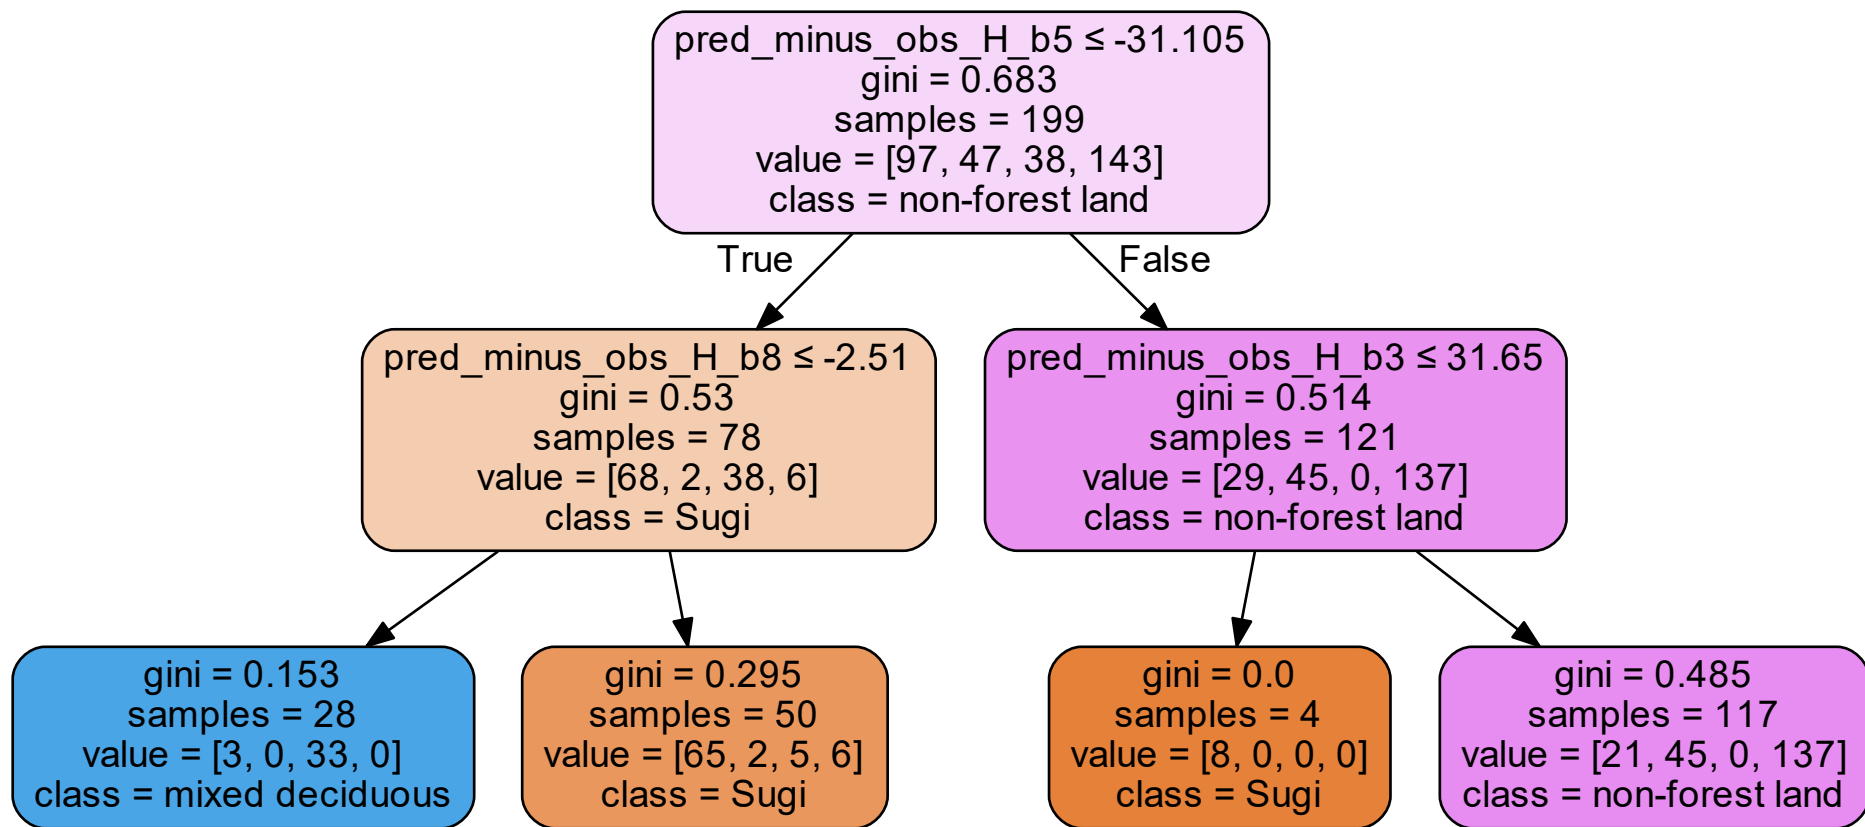 pred_minus_obs_H_b5 ≤ -31.105
gini = 0.683
samples = 199
value = [97, 47, 38, 143]
class = non-forest land
True
False
pred_minus_obs_H_b8 ≤ -2.51
gini = 0.53
samples = 78
value = [68, 2, 38, 6]
class = Sugi
pred_minus_obs_H_b3 ≤ 31.65
gini = 0.514
samples = 121
value = [29, 45, 0, 137]
class = non-forest land
gini = 0.153
samples = 28
value = [3, 0, 33, 0]
class = mixed deciduous
gini = 0.295
samples = 50
value = [65, 2, 5, 6]
class = Sugi
gini = 0.0
samples = 4
value = [8, 0, 0, 0]
class = Sugi
gini = 0.485
samples = 117
value = [21, 45, 0, 137]
class = non-forest land